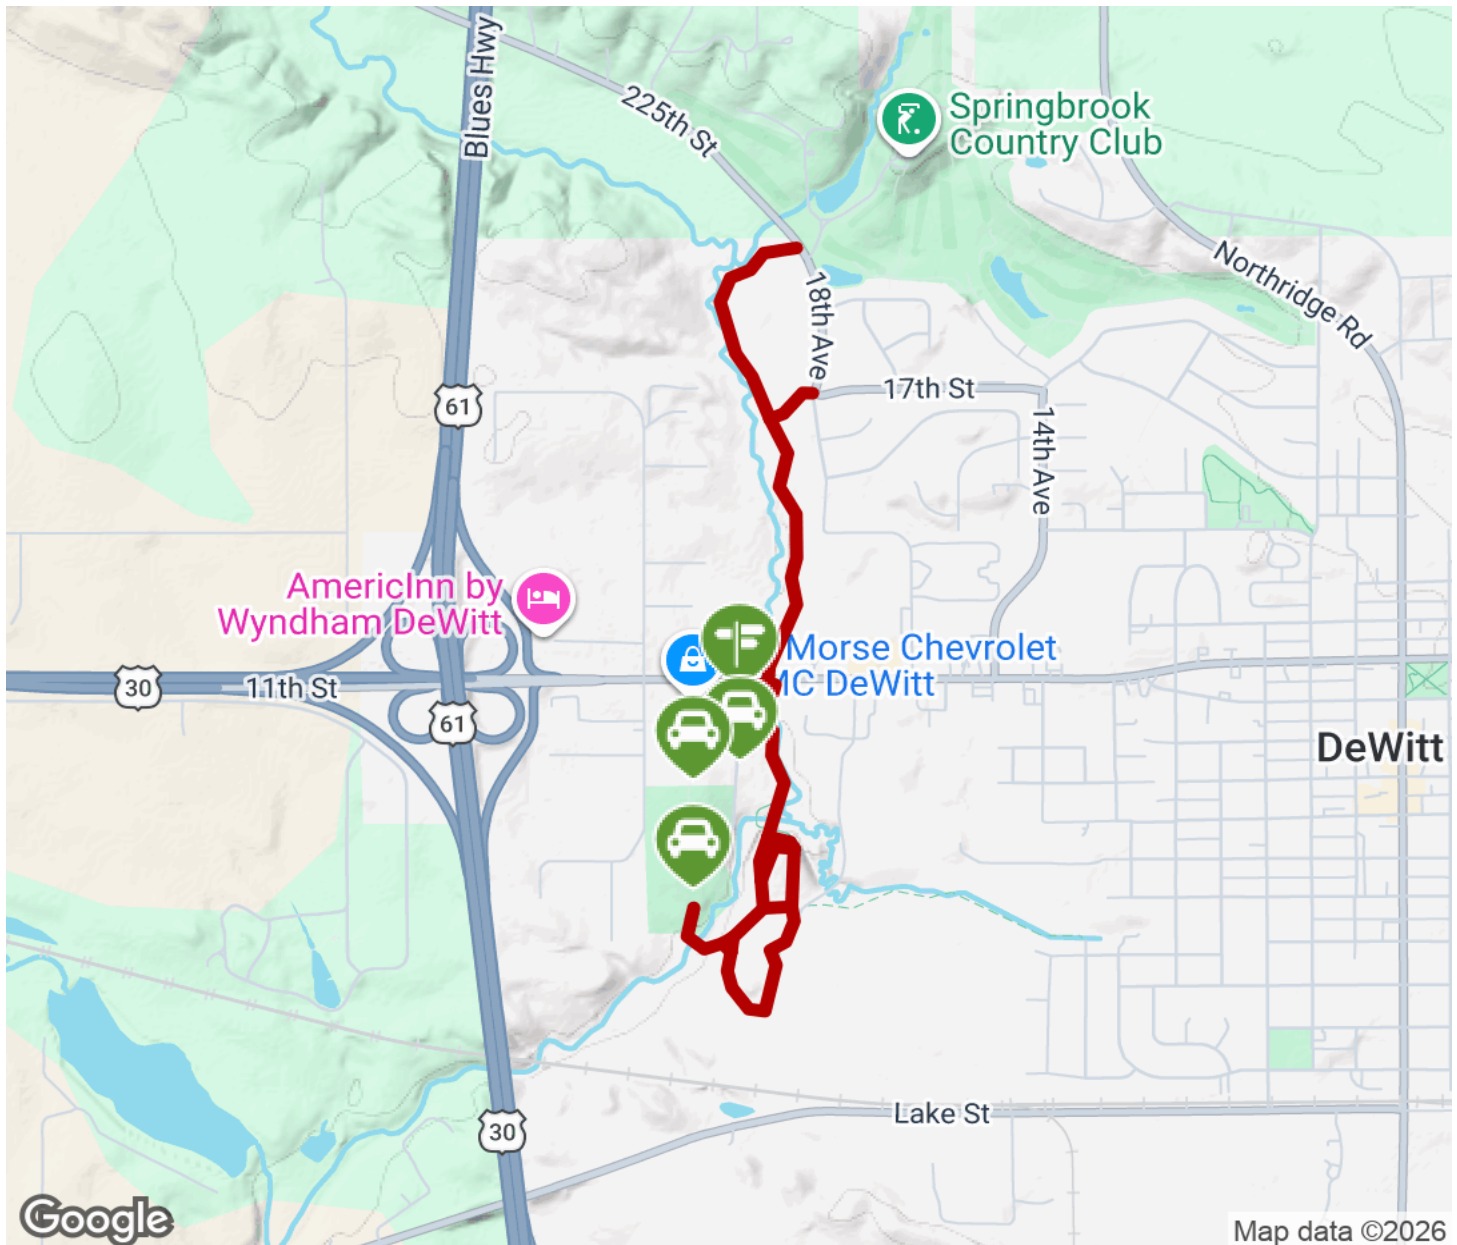 Blues Hwy
225th St
Springbrook
Country Club
Northridge Rd
18th Ave
17th St
14th Ave
61
AmericInn by
Wyndham DeWitt
Morse Chevrolet
MC DeWitt
30
11th St
61
DeWitt
Lake St
30
Google
Map data ©2026